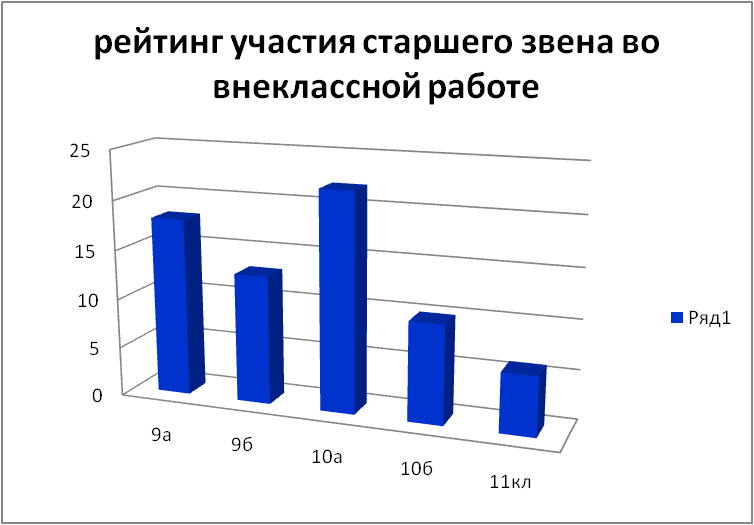 рейтинг участия старшего звена во
внеклассной работе
25
20
15
10
5
0
9а
9б
10а
10б
11кл
Ряд1